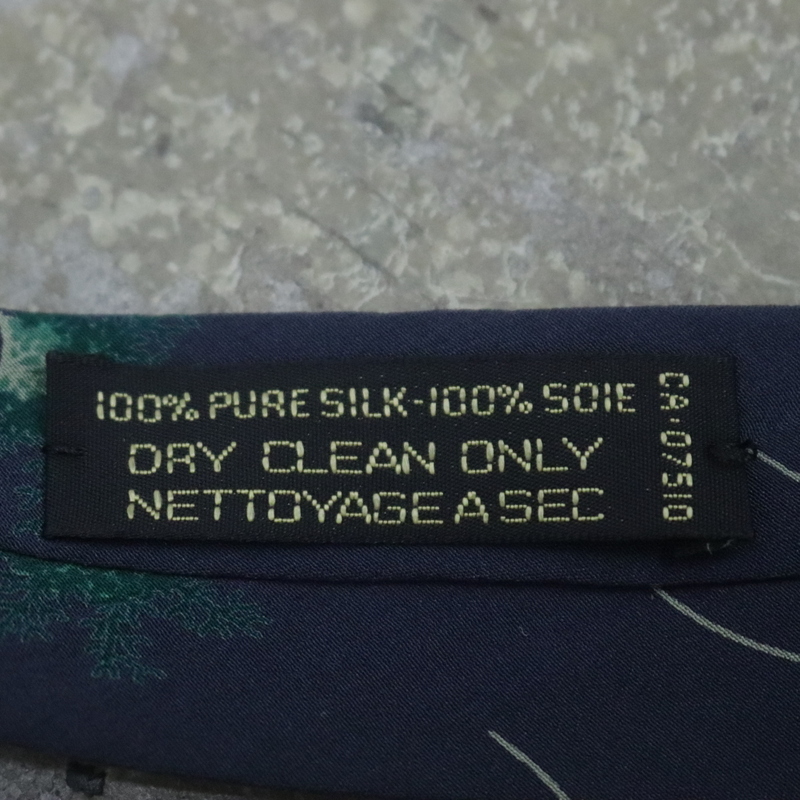 100% PURE SILK-100% SOIE
DRY CLEAN ONLY
NETTOYAGE A SEC
CA·07510